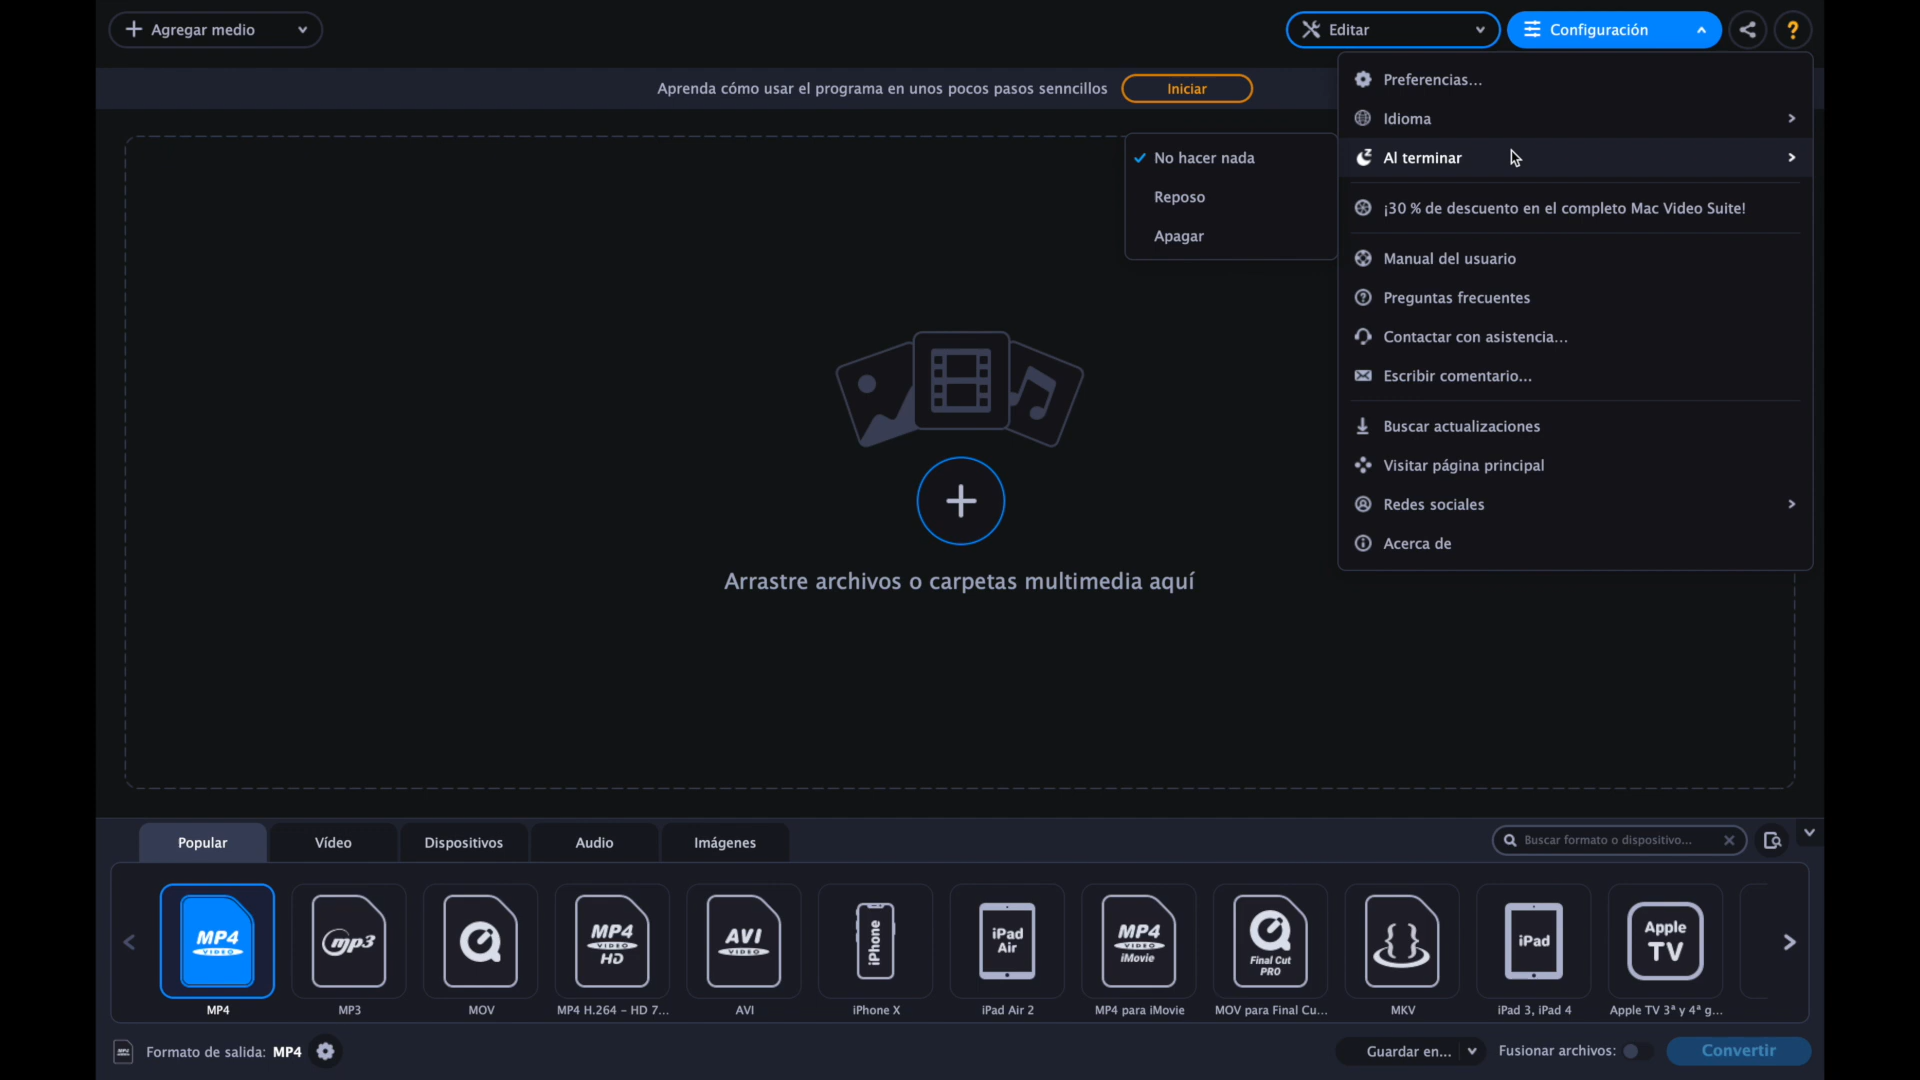 Agregar medio
Editar
Configuración
?
Aprenda cómo usar el programa en unos pocos pasos senncillos
Iniciar
Preferencias...
Idioma
Al terminar
¡30 % de descuento en el completo Mac Video Suite!
Manual del usuario
Preguntas frecuentes
Contactar con asistencia...
Escribir comentario...
Buscar actualizaciones
Visitar página principal
Redes sociales
Acerca de
No hacer nada
Reposo
Apagar
Arrastre archivos o carpetas multimedia aquí
Popular
Vídeo
Dispositivos
Audio
Imágenes
Buscar formato o dispositivo...
MP4 VIDEO
mp3
MP4 VIDEO HD
AVI VIDEO
iPhone
iPad Air
MP4 VIDEO iMovie
Final Cut PRO
iPad
Apple TV
MP4
MP3
MOV
MP4 H.264 – HD 7...
AVI
iPhone X
iPad Air 2
MP4 para iMovie
MOV para Final Cu...
MKV
iPad 3, iPad 4
Apple TV 3ª y 4ª g...
Formato de salida: MP4
Guardar en...
Fusionar archivos:
Convertir